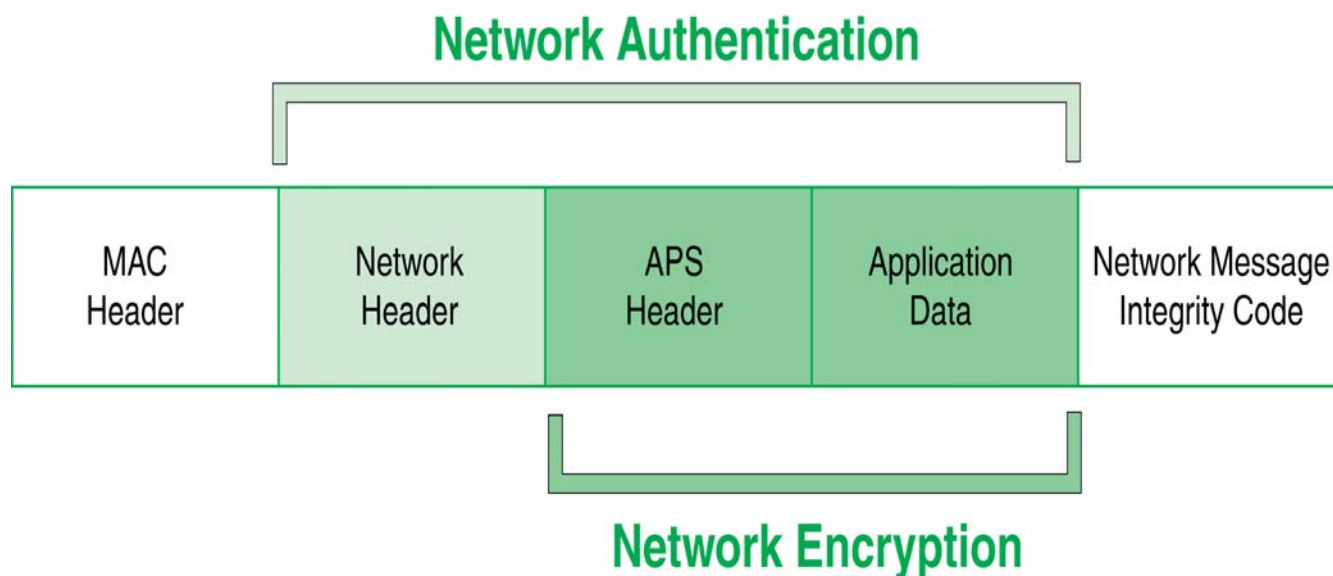 Network Authentication
MAC
Header
Network
Header
APS
Header
Application
Data
Network Message
Integrity Code
Network Encryption